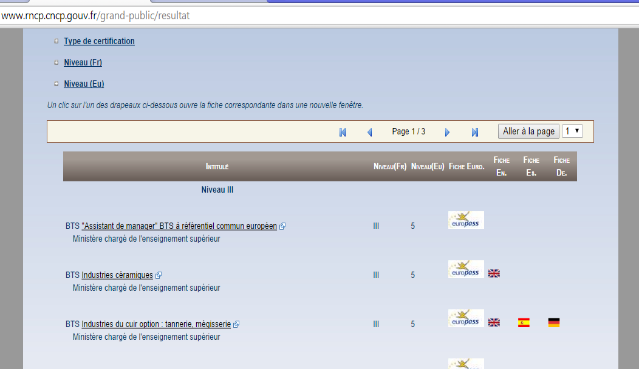 www.rncp.cncp.gouv.fr/grand-public/resultat
Type de certification
Niveau (Fr)
Niveau (Eu)
Un clic sur l'un des drapeaux ci-dessous ouvre la fiche correspondante dans une nouvelle fenêtre.
Page 1 / 3 Aller à la page 1
Intitulé Niveau(Fr) Niveau(Eu) Fiche Euro. Fiche En. Fiche Es. Fiche De.
Niveau III
BTS "Assistant de manager" BTS à référentiel commun européen III 5 europass
Ministère chargé de l'enseignement supérieur
BTS Industries céramiques III 5 europass
Ministère chargé de l'enseignement supérieur
BTS Industries du cuir option : tannerie, mégisserie III 5 europass
Ministère chargé de l'enseignement supérieur